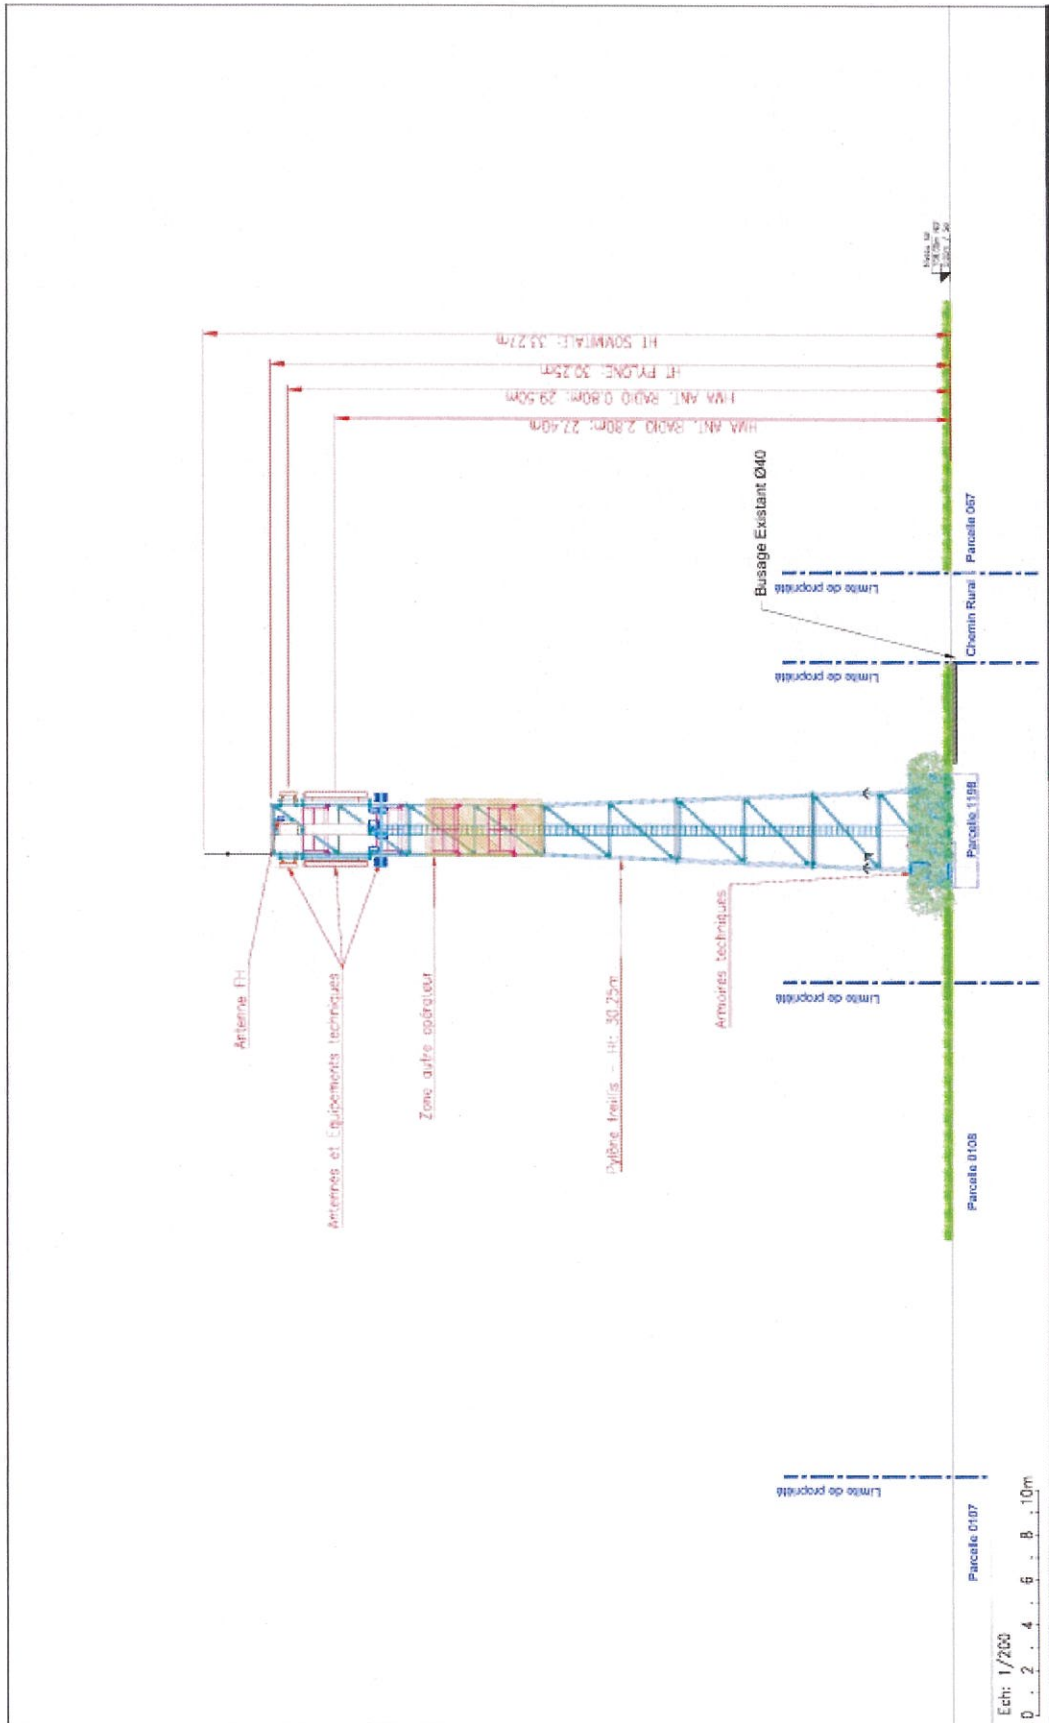 HT SOMMITALE: 33.27m
HT PYLONE: 30.25m
HMA ANT. RADIO 0.80m: 29.50m
HMA ANT. RADIO 2.80m: 27.40m
Antenne FH
Antennes et Equipements techniques
Zone autre opérateur
Pylône treillis - Ht: 30.25m
Armoires techniques
Busage Existant Ø40
Limite de propriété
Limite de propriété
Limite de propriété
Limite de propriété
Parcelle 0107
Parcelle 0108
Parcelle 1198
Chemin Rural
Parcelle 067
Ech: 1/200
0 . 2 . 4 . 6 . 8 . 10m